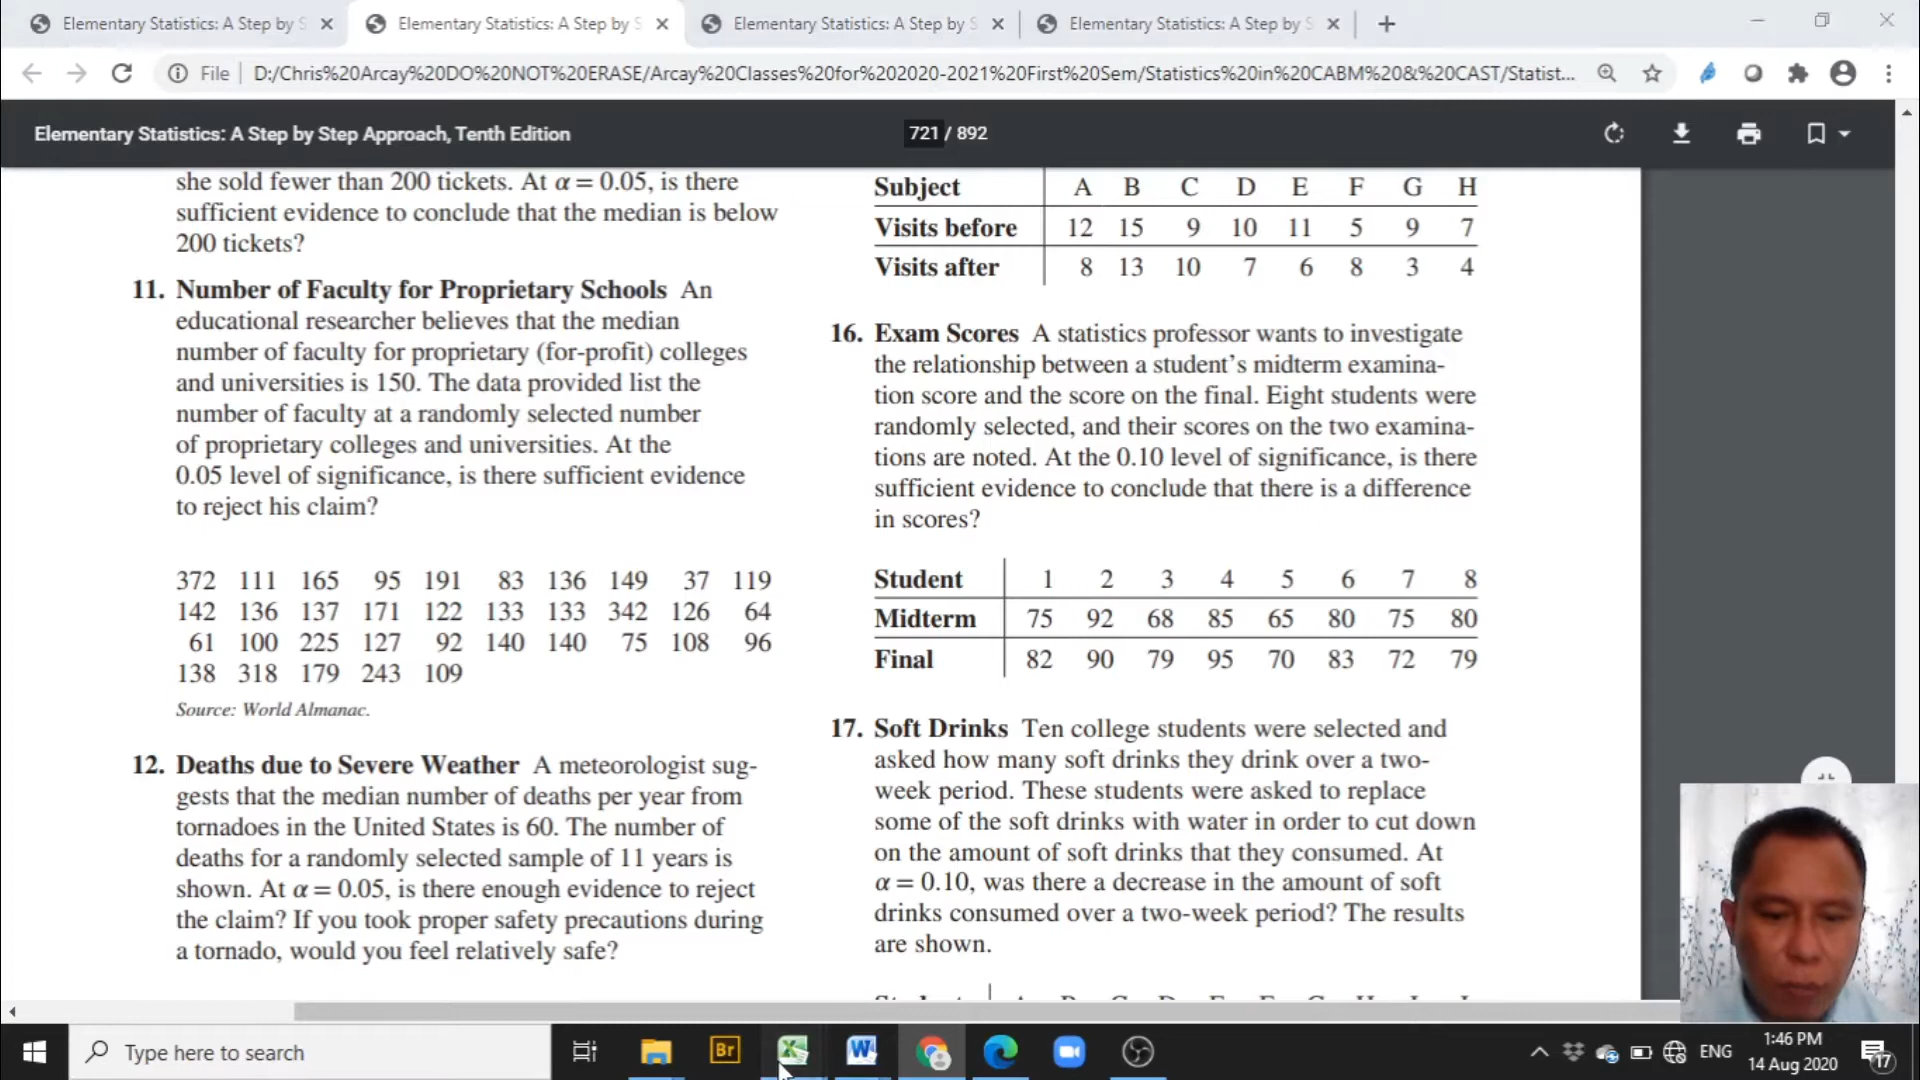 Elementary Statistics: A Step by S
Elementary Statistics: A Step by S
Elementary Statistics: A Step by S
Elementary Statistics: A Step by S
File
D:/Chris%20Arcay%20DO%20NOT%20ERASE/Arcay%20Classes%20for%202020-2021%20First%20Sem/Statistics%20in%20CABM%20&%20CAST/Statist...
Elementary Statistics: A Step by Step Approach, Tenth Edition
721 / 892
she sold fewer than 200 tickets. At α = 0.05, is there
sufficient evidence to conclude that the median is below
200 tickets?
11. Number of Faculty for Proprietary Schools An
educational researcher believes that the median
number of faculty for proprietary (for-profit) colleges
and universities is 150. The data provided list the
number of faculty at a randomly selected number
of proprietary colleges and universities. At the
0.05 level of significance, is there sufficient evidence
to reject his claim?
372 111 165 95 191 83 136 149 37 119
142 136 137 171 122 133 133 342 126 64
61 100 225 127 92 140 140 75 108 96
138 318 179 243 109
Source: World Almanac.
12. Deaths due to Severe Weather A meteorologist sug-
gests that the median number of deaths per year from
tornadoes in the United States is 60. The number of
deaths for a randomly selected sample of 11 years is
shown. At α = 0.05, is there enough evidence to reject
the claim? If you took proper safety precautions during
a tornado, would you feel relatively safe?
Subject A B C D E F G H
Visits before 12 15 9 10 11 5 9 7
Visits after 8 13 10 7 6 8 3 4
16. Exam Scores A statistics professor wants to investigate
the relationship between a student's midterm examina-
tion score and the score on the final. Eight students were
randomly selected, and their scores on the two examina-
tions are noted. At the 0.10 level of significance, is there
sufficient evidence to conclude that there is a difference
in scores?
Student 1 2 3 4 5 6 7 8
Midterm 75 92 68 85 65 80 75 80
Final 82 90 79 95 70 83 72 79
17. Soft Drinks Ten college students were selected and
asked how many soft drinks they drink over a two-
week period. These students were asked to replace
some of the soft drinks with water in order to cut down
on the amount of soft drinks that they consumed. At
α = 0.10, was there a decrease in the amount of soft
drinks consumed over a two-week period? The results
are shown.
Type here to search
Br
ENG
1:46 PM
14 Aug 2020
17